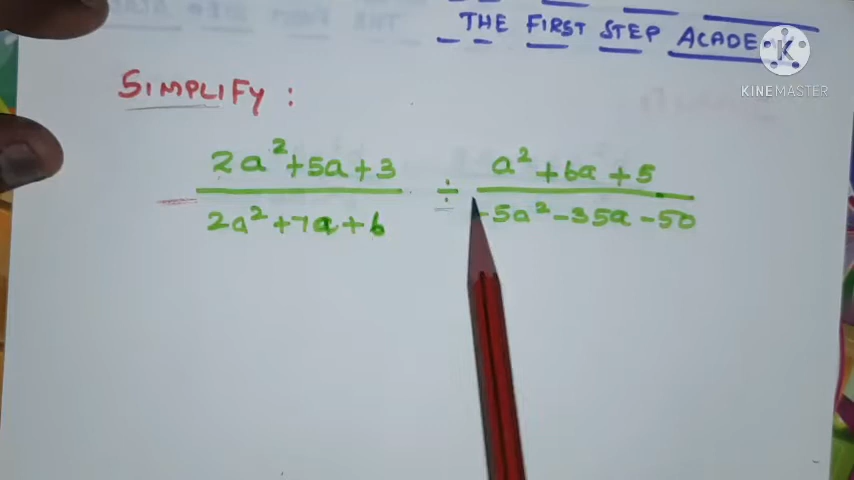 THE FIRST STEP ACADE
K
KINEMASTER
SIMPLIFY :
2a²+5a+3 ÷ a²+6a+5
2a²+7a+6 -5a²-35a-50